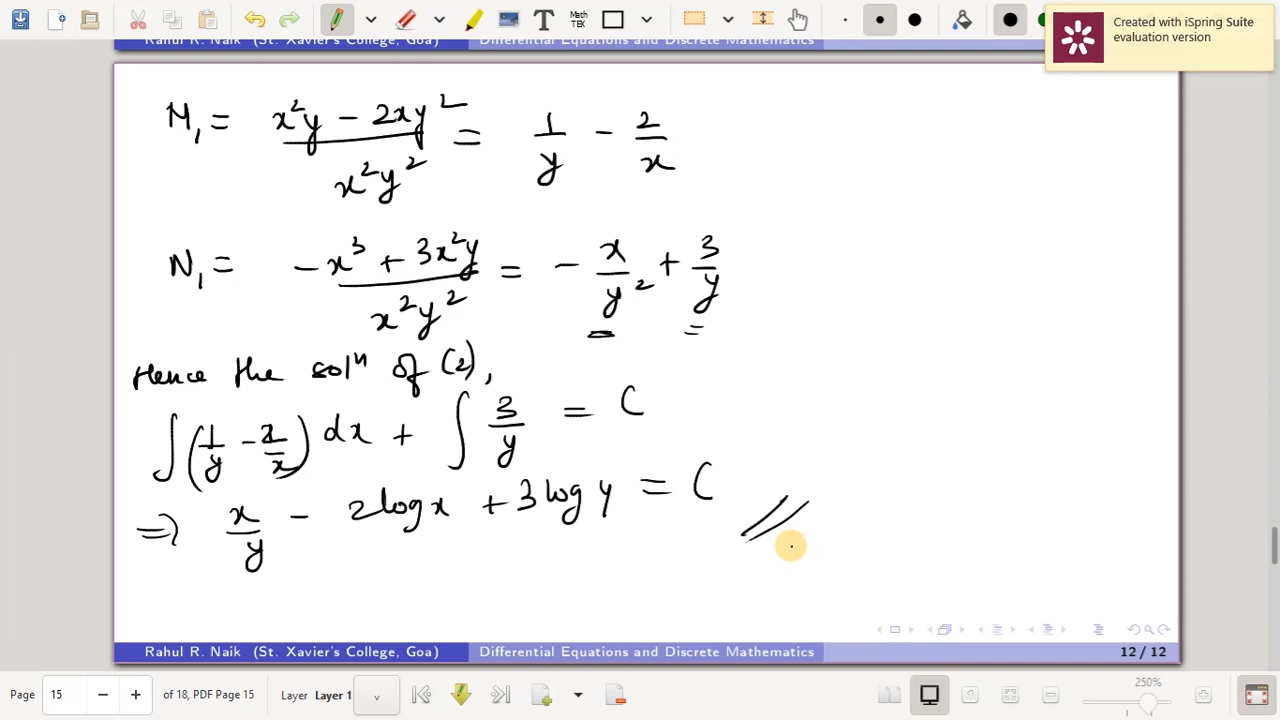 Math
TEX
Created with iSpring Suite
evaluation version
Rahul R. Naik (St. Xavier's College, Goa) Differential Equations and Discrete Mathematics
M₁ = (x²y − 2xy²)/(x²y²) = 1/y − 2/x
N₁ = (−x³ + 3x²y)/(x²y²) = −x/y² + 3/y
Hence the solⁿ of (2),
∫(1/y − 2/x) dx + ∫ 3/y = C
⇒ x/y − 2 log x + 3 log y = C
Rahul R. Naik (St. Xavier's College, Goa) Differential Equations and Discrete Mathematics 12 / 12
Page 15 of 18, PDF Page 15 Layer Layer 1 250%